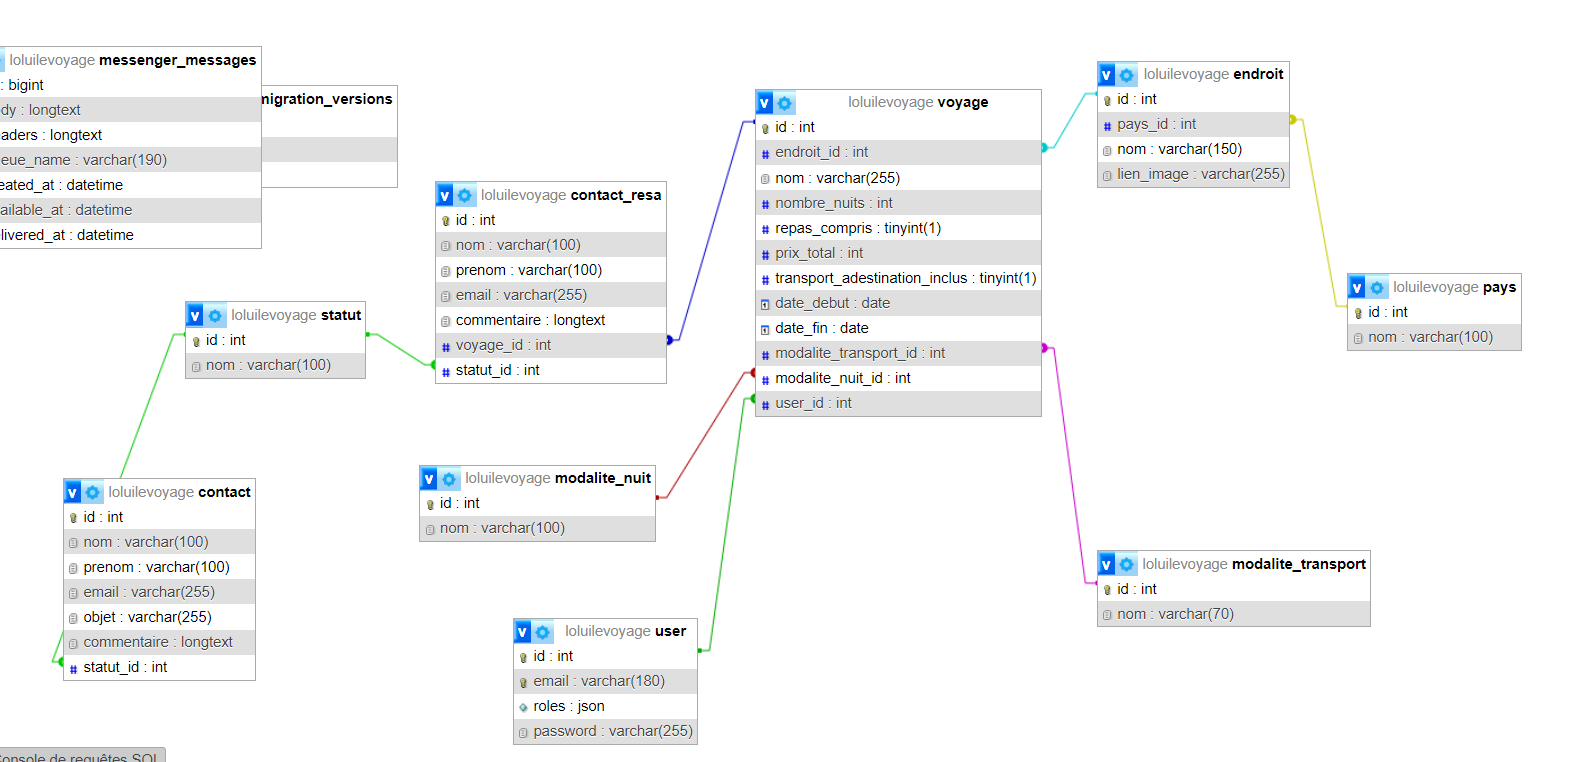 loluilevoyage messenger_messages
: bigint
dy : longtext
aders : longtext
eue_name : varchar(190)
eated_at : datetime
ailable_at : datetime
livered_at : datetime
migration_versions
loluilevoyage statut
id : int
nom : varchar(100)
loluilevoyage contact
id : int
nom : varchar(100)
prenom : varchar(100)
email : varchar(255)
objet : varchar(255)
commentaire : longtext
statut_id : int
loluilevoyage contact_resa
id : int
nom : varchar(100)
prenom : varchar(100)
email : varchar(255)
commentaire : longtext
voyage_id : int
statut_id : int
loluilevoyage modalite_nuit
id : int
nom : varchar(100)
loluilevoyage user
id : int
email : varchar(180)
roles : json
password : varchar(255)
loluilevoyage voyage
id : int
endroit_id : int
nom : varchar(255)
nombre_nuits : int
repas_compris : tinyint(1)
prix_total : int
transport_adestination_inclus : tinyint(1)
date_debut : date
date_fin : date
modalite_transport_id : int
modalite_nuit_id : int
user_id : int
loluilevoyage endroit
id : int
pays_id : int
nom : varchar(150)
lien_image : varchar(255)
loluilevoyage pays
id : int
nom : varchar(100)
loluilevoyage modalite_transport
id : int
nom : varchar(70)
Console de requêtes SQL